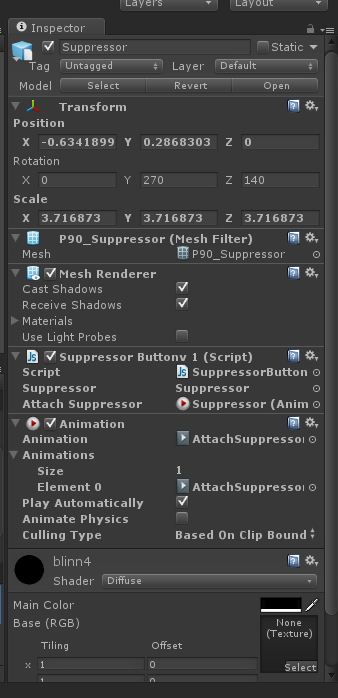 Layers Layout
Inspector
Suppressor Static
Tag Untagged Layer Default
Model Select Revert Open
Transform
Position
X -0.6341899 Y 0.2868303 Z 0
Rotation
X 0 Y 270 Z 140
Scale
X 3.716873 Y 3.716873 Z 3.716873
P90_Suppressor (Mesh Filter)
Mesh P90_Suppressor
Mesh Renderer
Cast Shadows
Receive Shadows
Materials
Use Light Probes
Js Suppressor Buttonv 1 (Script)
Script Js SuppressorButton
Suppressor Suppressor
Attach Suppressor Suppressor (Anim
Animation
Animation AttachSuppressor
Animations
Size 1
Element 0 AttachSuppressor
Play Automatically
Animate Physics
Culling Type Based On Clip Bound
blinn4
Shader Diffuse
Main Color
Base (RGB) None
(Texture)
Tiling Offset
x 1 0 Select
1 0